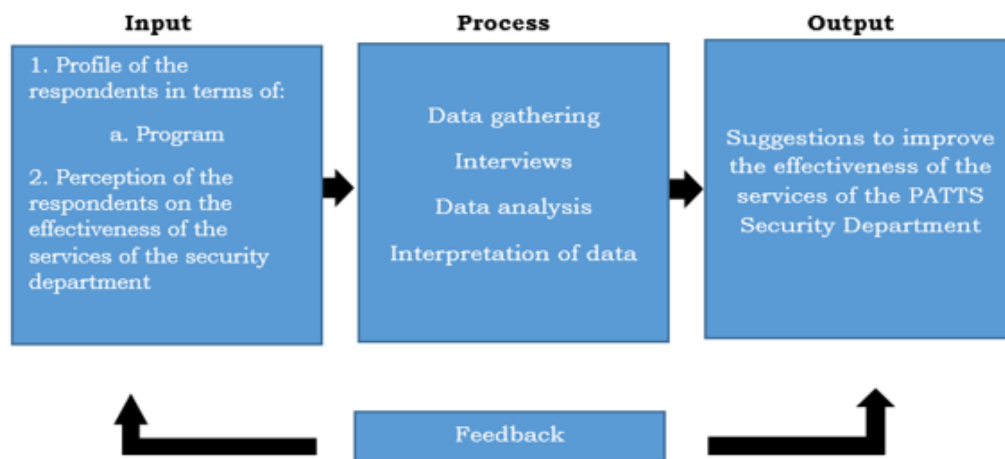 Input
1. Profile of the
respondents in terms of:
a. Program
2. Perception of the
respondents on the
effectiveness of the
services of the security
department
Process
Data gathering
Interviews
Data analysis
Interpretation of data
Output
Suggestions to improve
the effectiveness of the
services of the PATTS
Security Department
Feedback